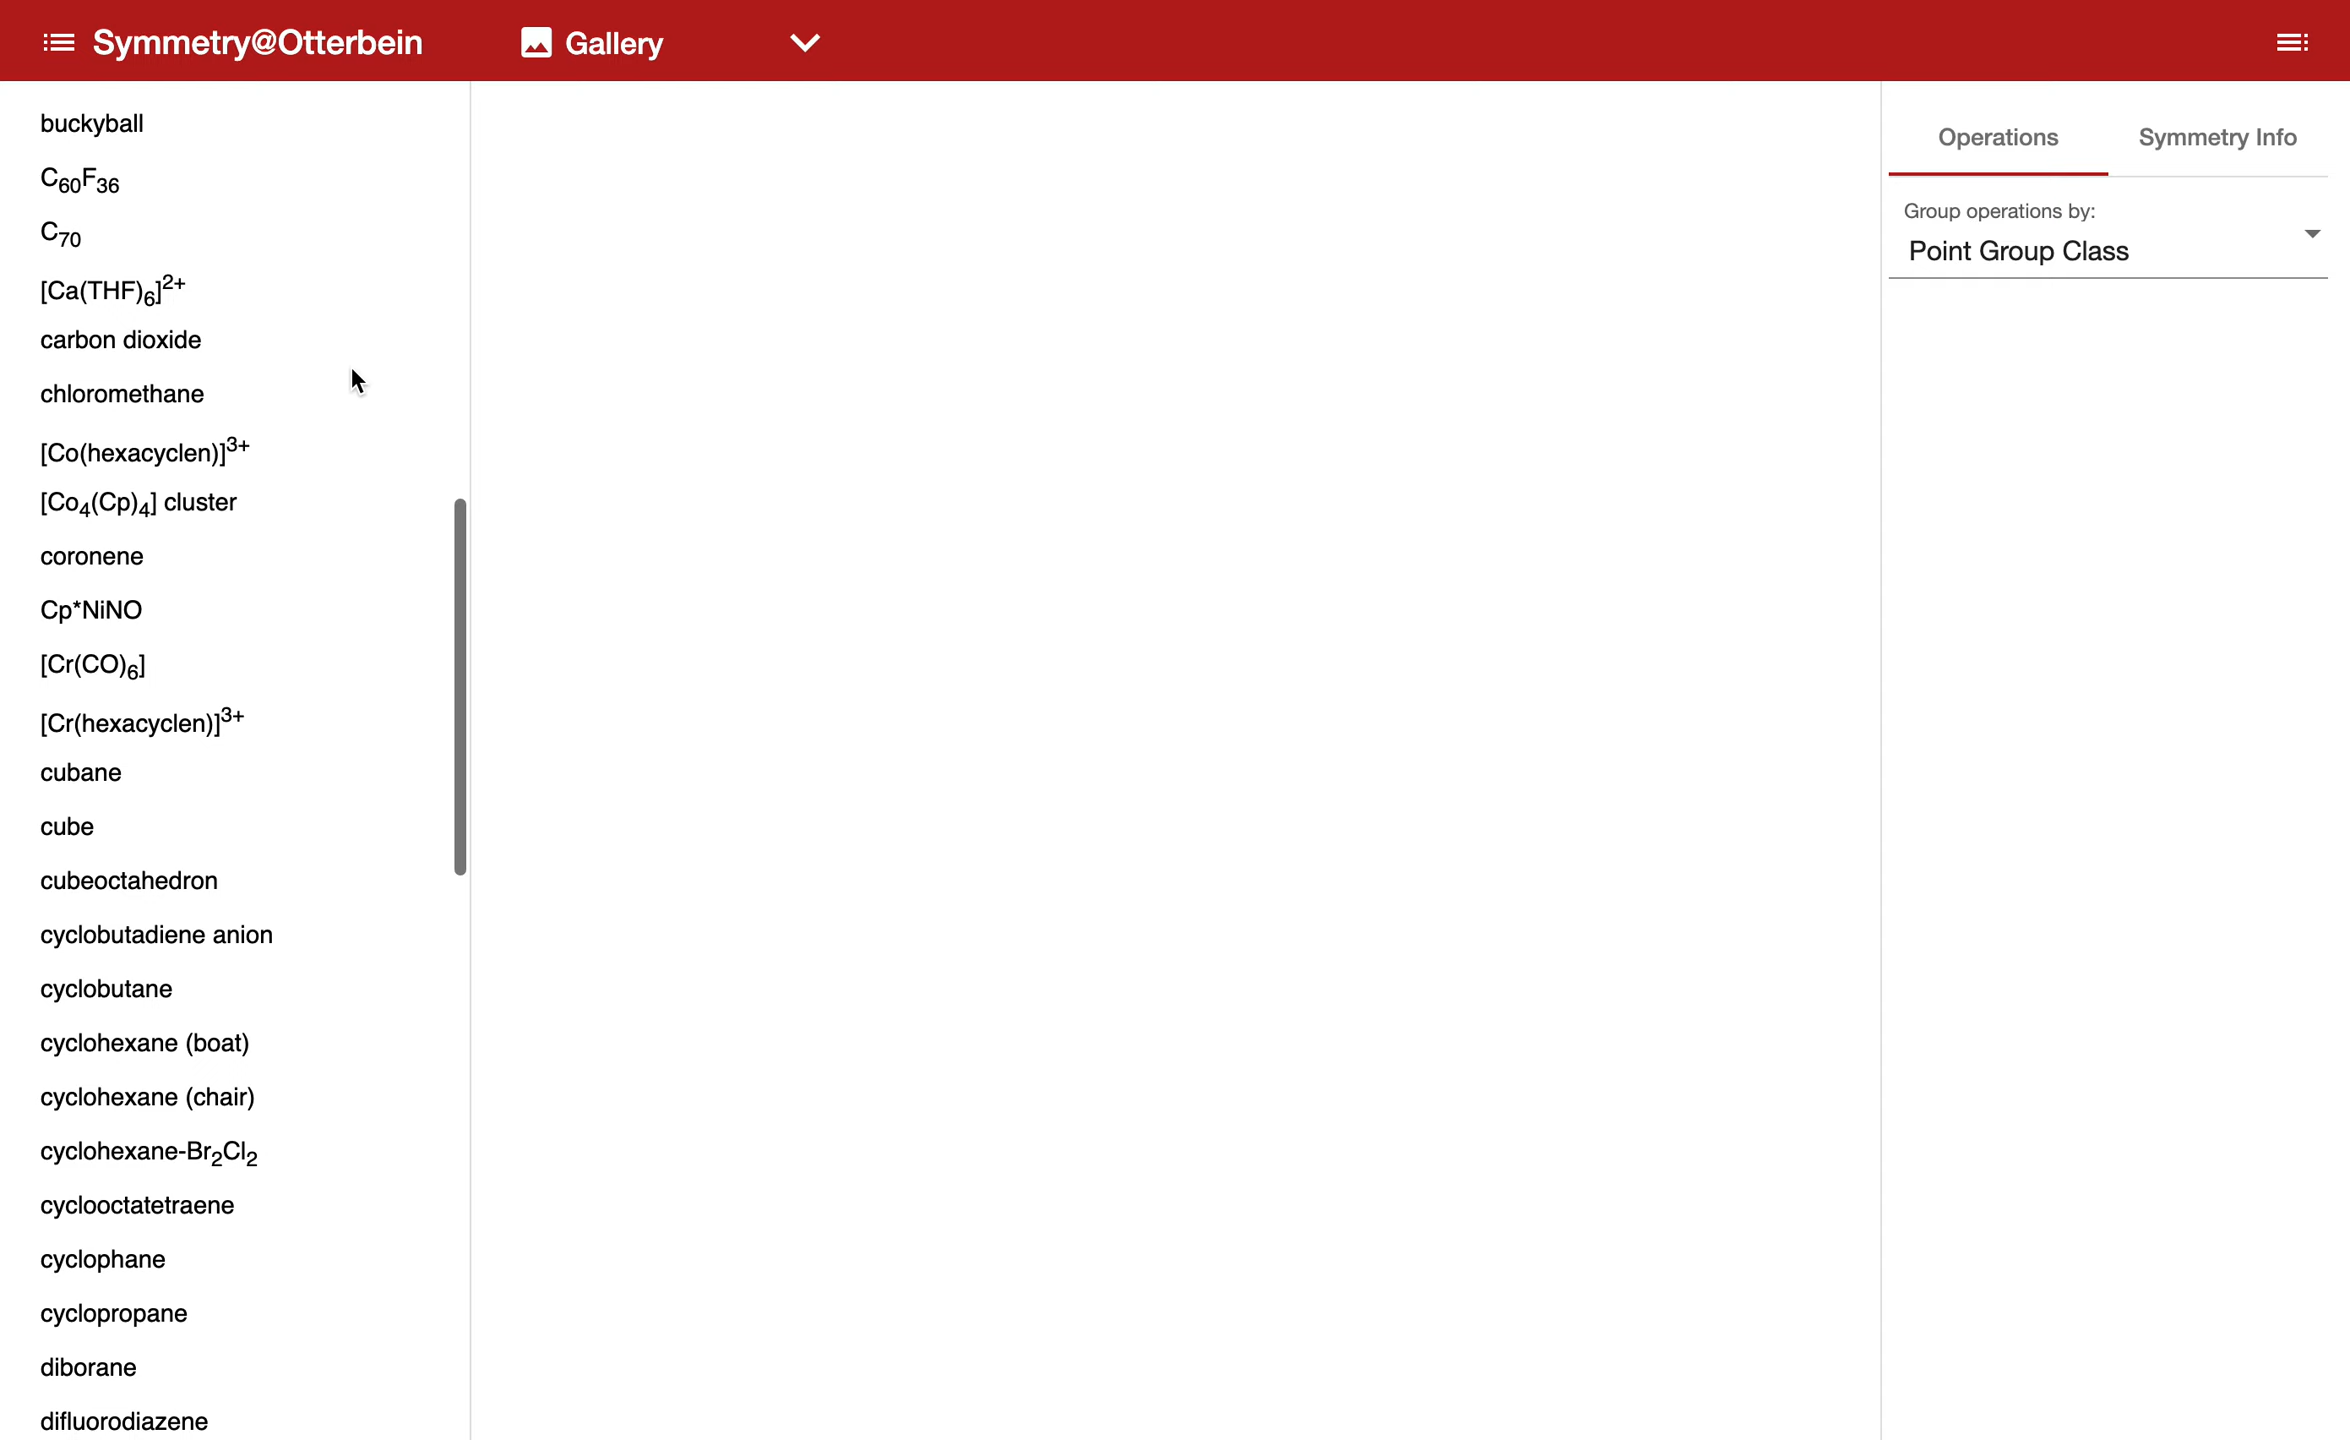 Symmetry@Otterbein
Gallery
buckyball
C60F36
C70
[Ca(THF)6]2+
carbon dioxide
chloromethane
[Co(hexacyclen)]3+
[Co4(Cp)4] cluster
coronene
Cp*NiNO
[Cr(CO)6]
[Cr(hexacyclen)]3+
cubane
cube
cubeoctahedron
cyclobutadiene anion
cyclobutane
cyclohexane (boat)
cyclohexane (chair)
cyclohexane-Br2Cl2
cyclooctatetraene
cyclophane
cyclopropane
diborane
difluorodiazene
Operations
Symmetry Info
Group operations by:
Point Group Class